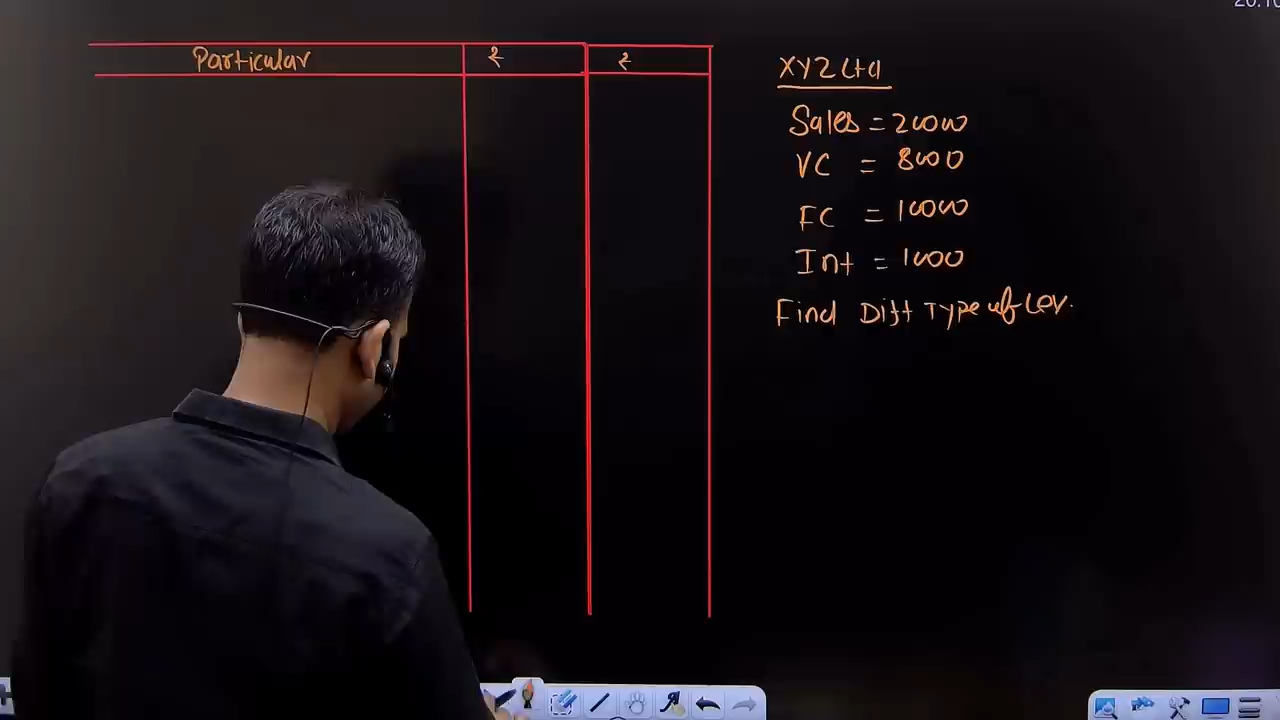 Particular ₹ ₹
XYZ Ltd
Sales = 20000
VC = 8000
FC = 10000
Int = 1000
Find Diff Type of Lev.